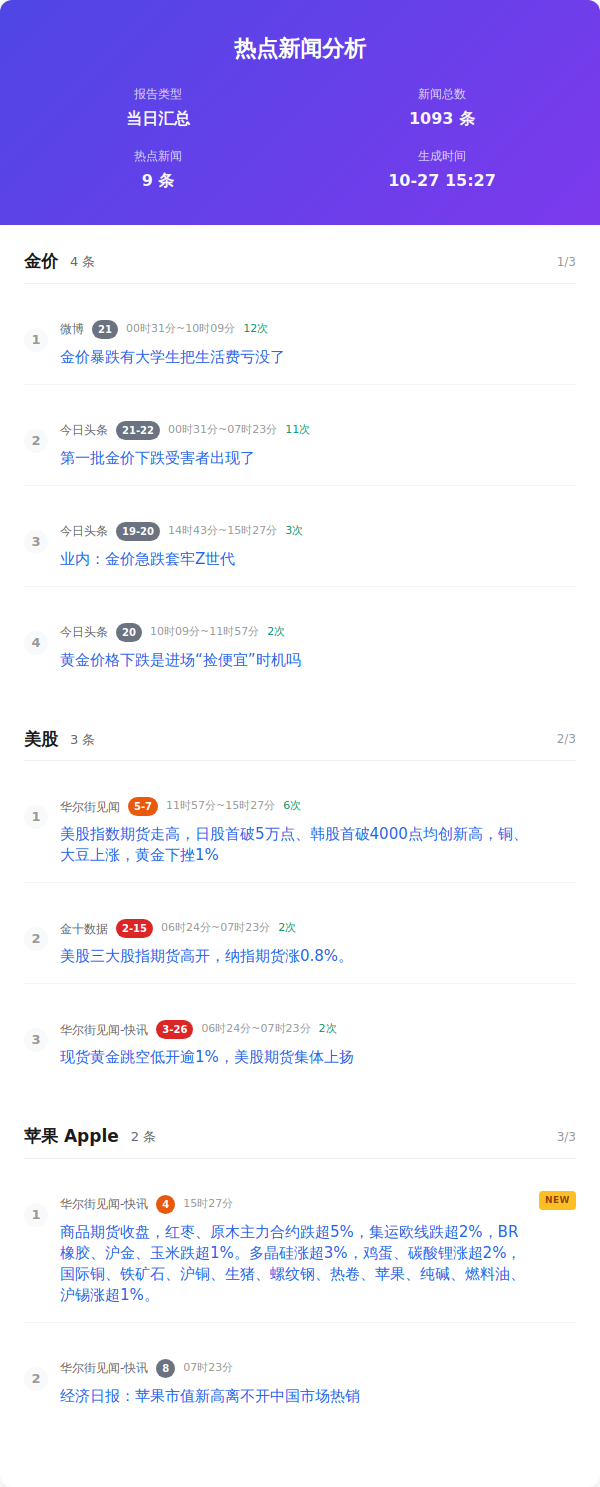 热点新闻分析
报告类型
新闻总数
当日汇总
1093 条
热点新闻
生成时间
9 条
10-27 15:27
金价 4 条 1/3
1
微博 21 00时31分~10时09分 12次
金价暴跌有大学生把生活费亏没了
2
今日头条 21-22 00时31分~07时23分 11次
第一批金价下跌受害者出现了
3
今日头条 19-20 14时43分~15时27分 3次
业内：金价急跌套牢Z世代
4
今日头条 20 10时09分~11时57分 2次
黄金价格下跌是进场“捡便宜”时机吗
美股 3 条 2/3
1
华尔街见闻 5-7 11时57分~15时27分 6次
美股指数期货走高，日股首破5万点、韩股首破4000点均创新高，铜、
大豆上涨，黄金下挫1%
2
金十数据 2-15 06时24分~07时23分 2次
美股三大股指期货高开，纳指期货涨0.8%。
3
华尔街见闻-快讯 3-26 06时24分~07时23分 2次
现货黄金跳空低开逾1%，美股期货集体上扬
苹果 Apple 2 条 3/3
1
华尔街见闻-快讯 4 15时27分 NEW
商品期货收盘，红枣、原木主力合约跌超5%，集运欧线跌超2%，BR
橡胶、沪金、玉米跌超1%。多晶硅涨超3%，鸡蛋、碳酸锂涨超2%，
国际铜、铁矿石、沪铜、生猪、螺纹钢、热卷、苹果、纯碱、燃料油、
沪锡涨超1%。
2
华尔街见闻-快讯 8 07时23分
经济日报：苹果市值新高离不开中国市场热销